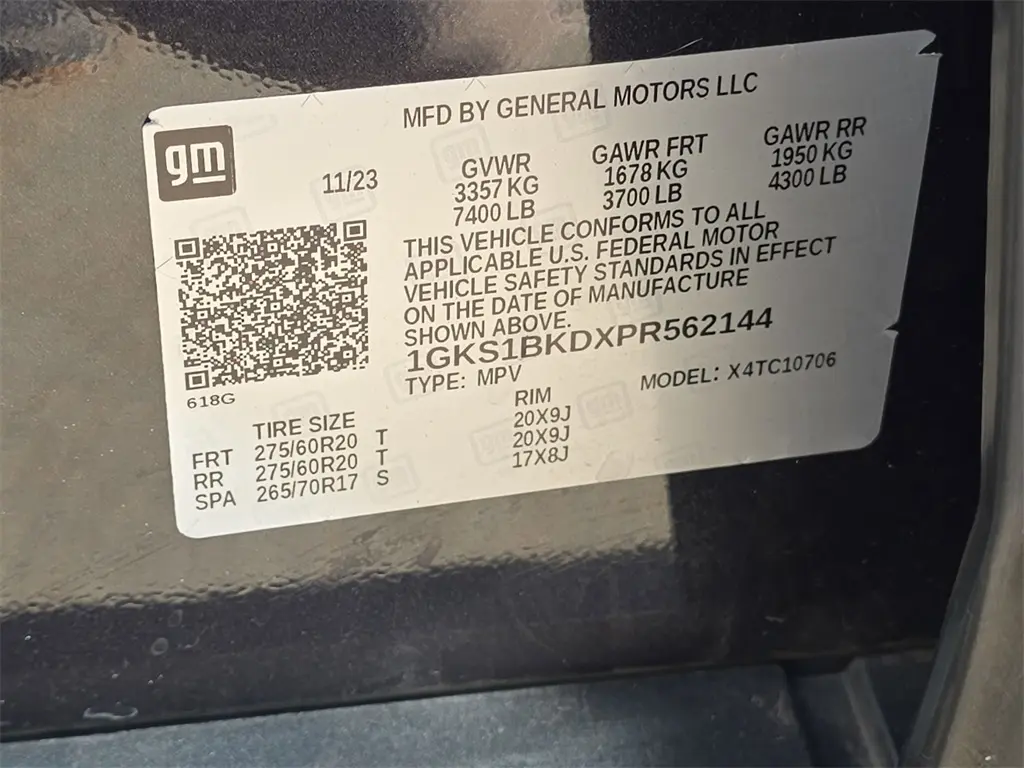 MFD BY GENERAL MOTORS LLC
gm
11/23
GVWR
3357 KG
7400 LB
GAWR FRT
1678 KG
3700 LB
GAWR RR
1950 KG
4300 LB
THIS VEHICLE CONFORMS TO ALL
APPLICABLE U.S. FEDERAL MOTOR
VEHICLE SAFETY STANDARDS IN EFFECT
ON THE DATE OF MANUFACTURE
SHOWN ABOVE.
1GKS1BKDXPR562144
TYPE: MPV MODEL: X4TC10706
618G
TIRE SIZE RIM
FRT 275/60R20 T 20X9J
RR 275/60R20 T 20X9J
SPA 265/70R17 S 17X8J